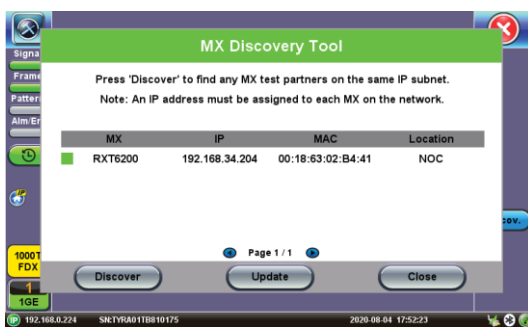 MX Discovery Tool
Signa
Frame
Press 'Discover' to find any MX test partners on the same IP subnet.
Patter
Note: An IP address must be assigned to each MX on the network.
Alm/Er
MX IP MAC Location
RXT6200 192.168.34.204 00:18:63:02:B4:41 NOC
cov.
Page 1 / 1
1000T
FDX
Discover Update Close
1
1GE
IP 192.168.0.224 SN:TYRA01TB810175 2020-08-04 17:52:23